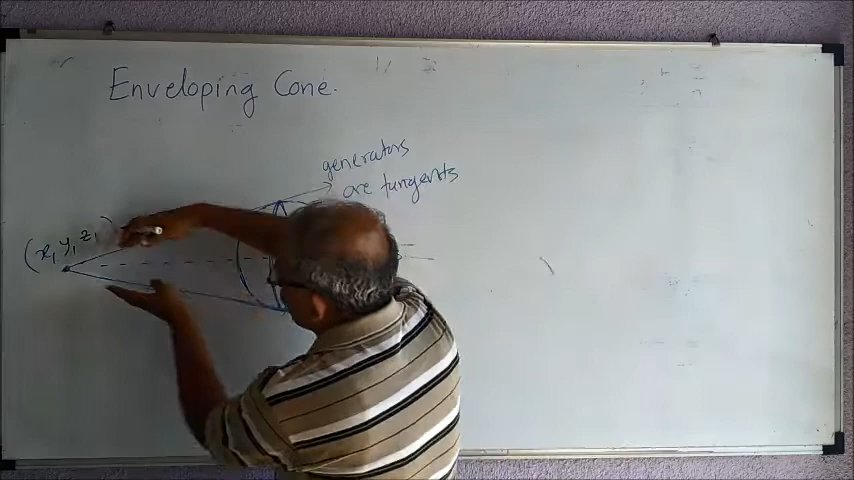 Enveloping Cone.
generators
are tangents
(x₁ y₁ z₁)